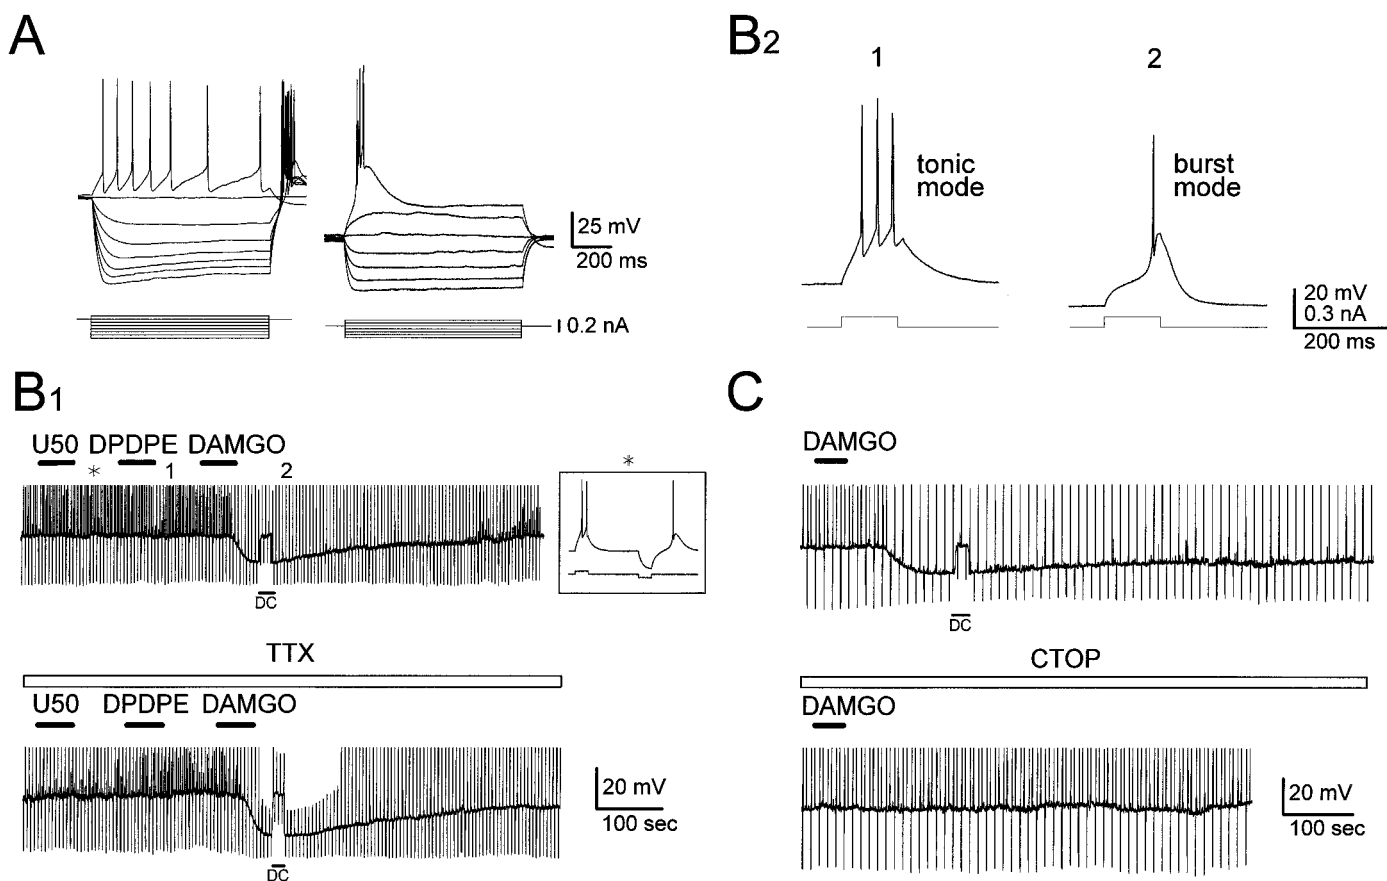 A
25 mV
200 ms
0.2 nA
B2
1
2
tonic
mode
burst
mode
20 mV
0.3 nA
200 ms
B1
U50 DPDPE DAMGO
* 1 2
DC
*
TTX
U50 DPDPE DAMGO
DC
20 mV
100 sec
C
DAMGO
DC
CTOP
DAMGO
20 mV
100 sec